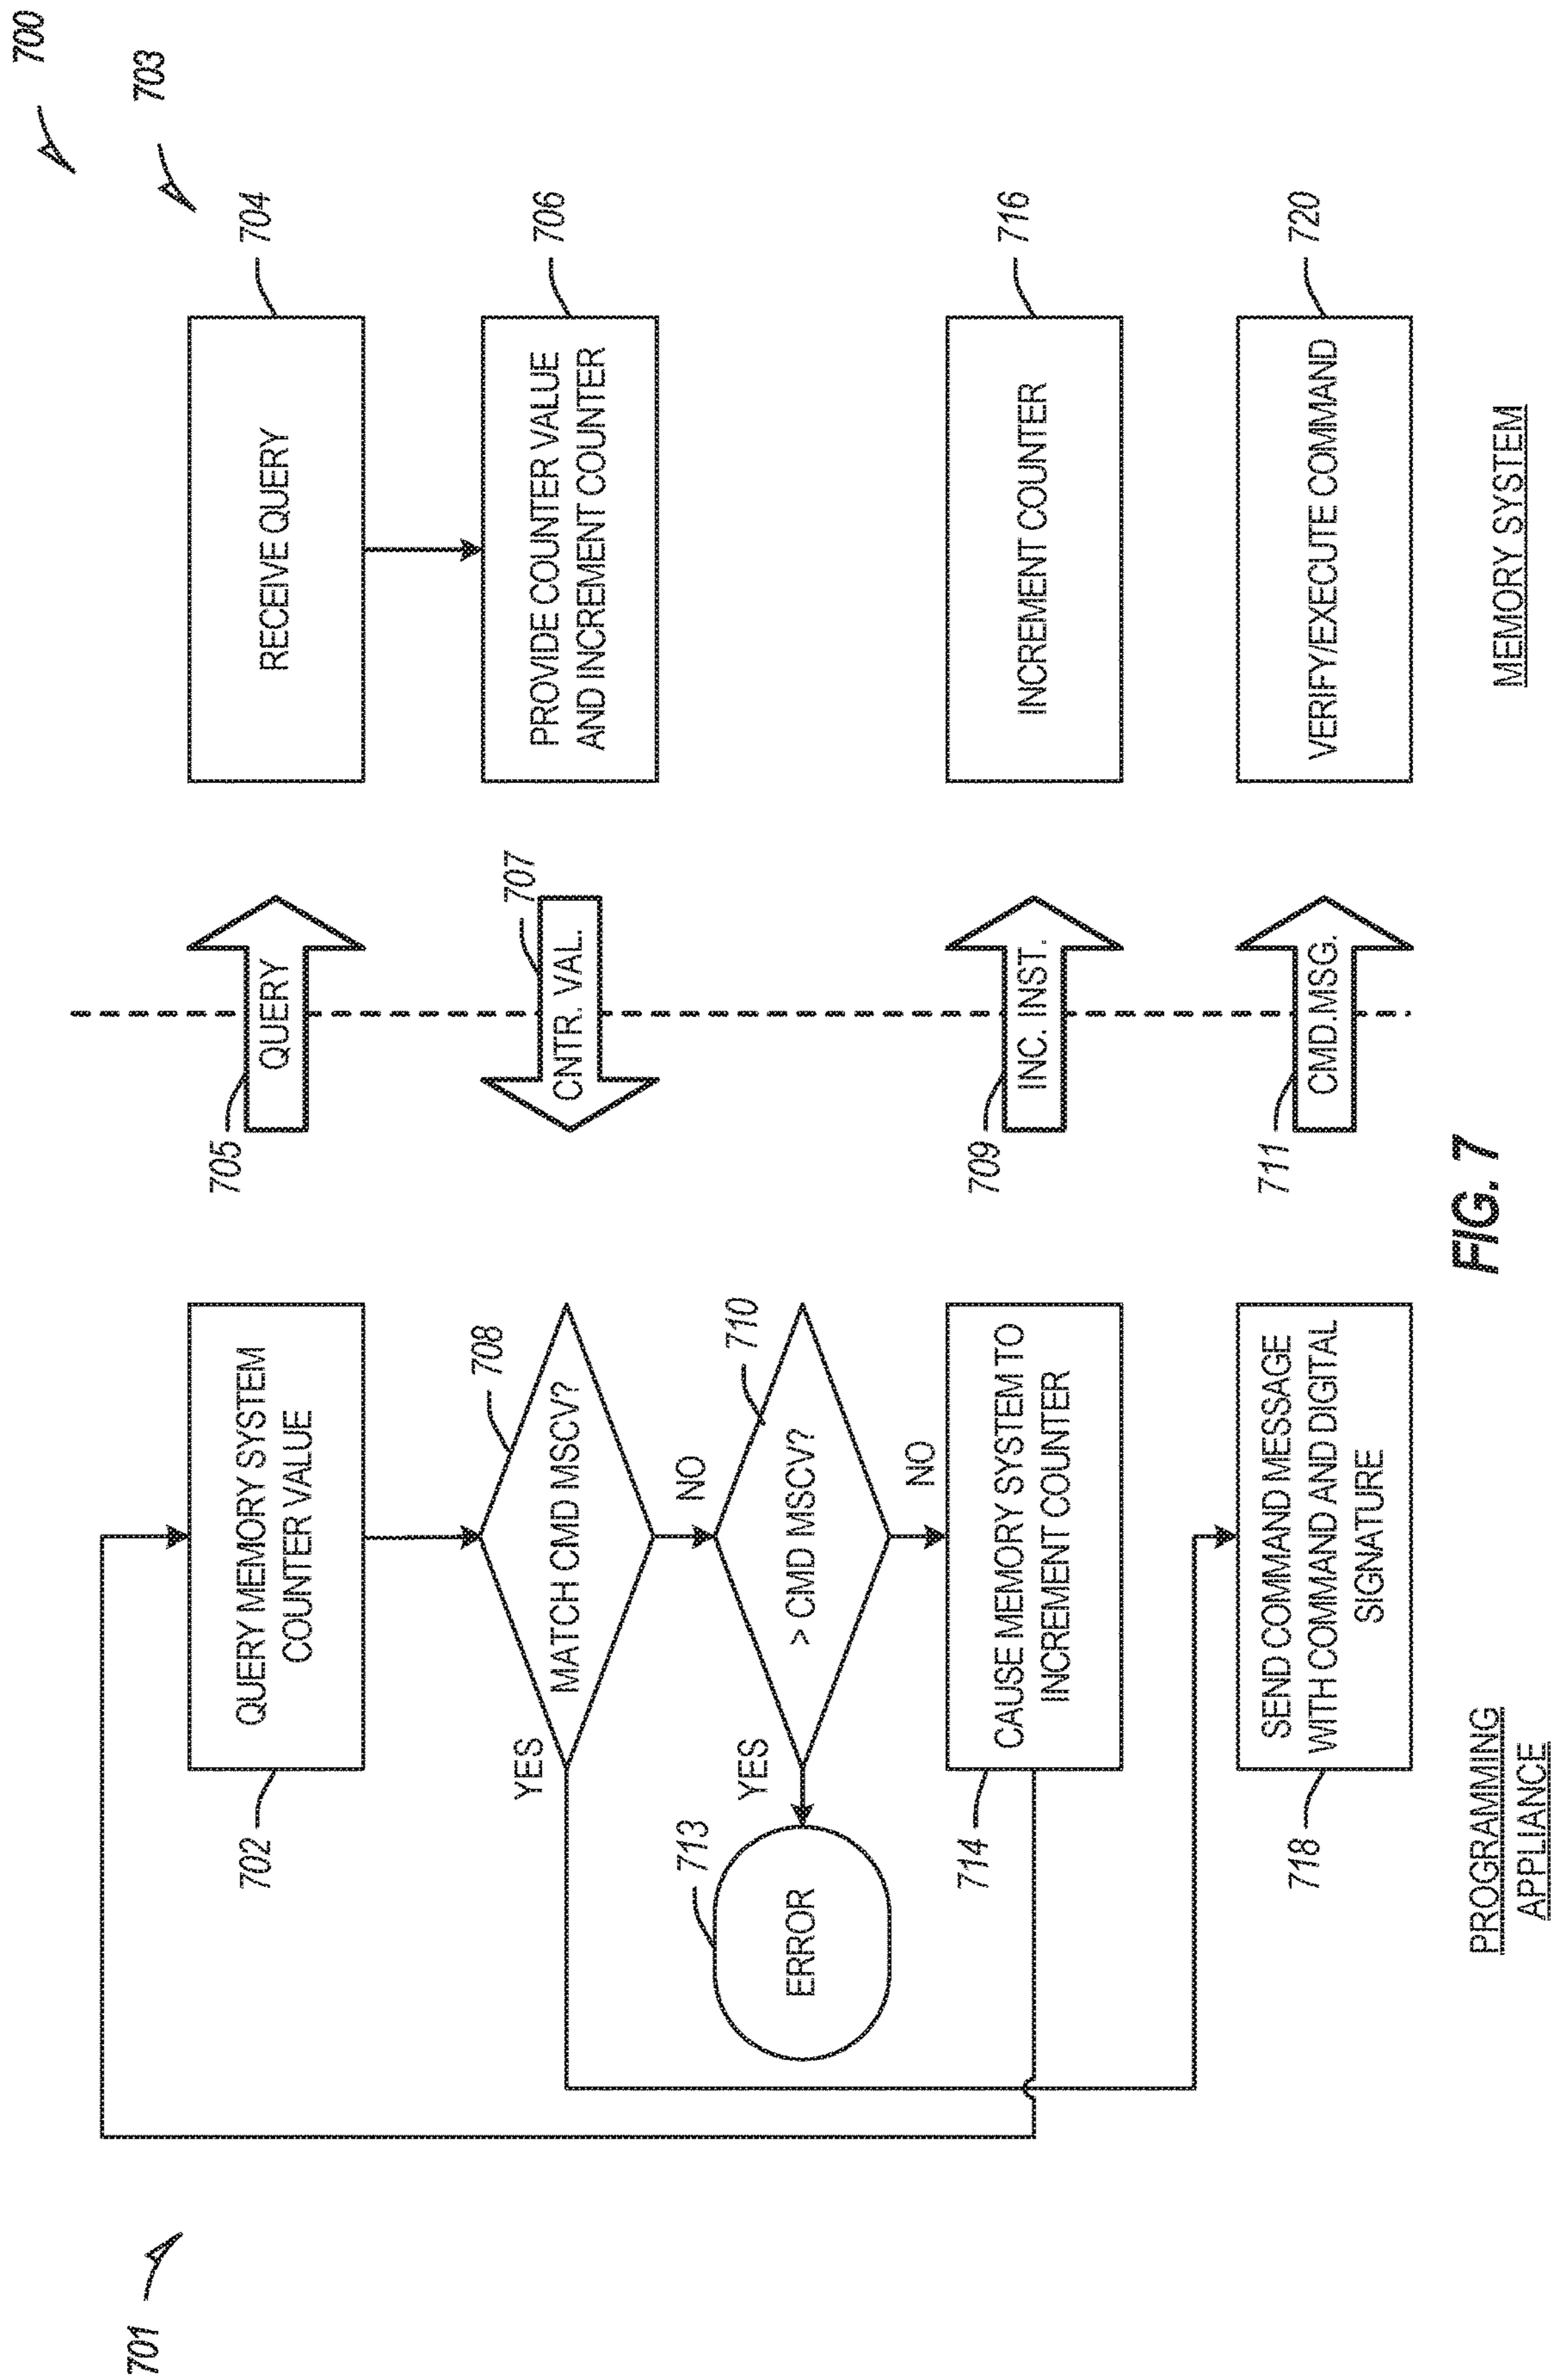 700
703
701
QUERY MEMORY SYSTEM
COUNTER VALUE
702
705
QUERY
RECEIVE QUERY
704
MATCH CMD MSCV?
708
YES
NO
707
CNTR. VAL.
PROVIDE COUNTER VALUE
AND INCREMENT COUNTER
706
> CMD MSCV?
710
YES
NO
ERROR
713
CAUSE MEMORY SYSTEM TO
INCREMENT COUNTER
714
709
INC. INST.
INCREMENT COUNTER
716
SEND COMMAND MESSAGE
WITH COMMAND AND DIGITAL
SIGNATURE
718
711
CMD.MSG.
VERIFY/EXECUTE COMMAND
720
PROGRAMMING
APPLIANCE
MEMORY SYSTEM
FIG. 7